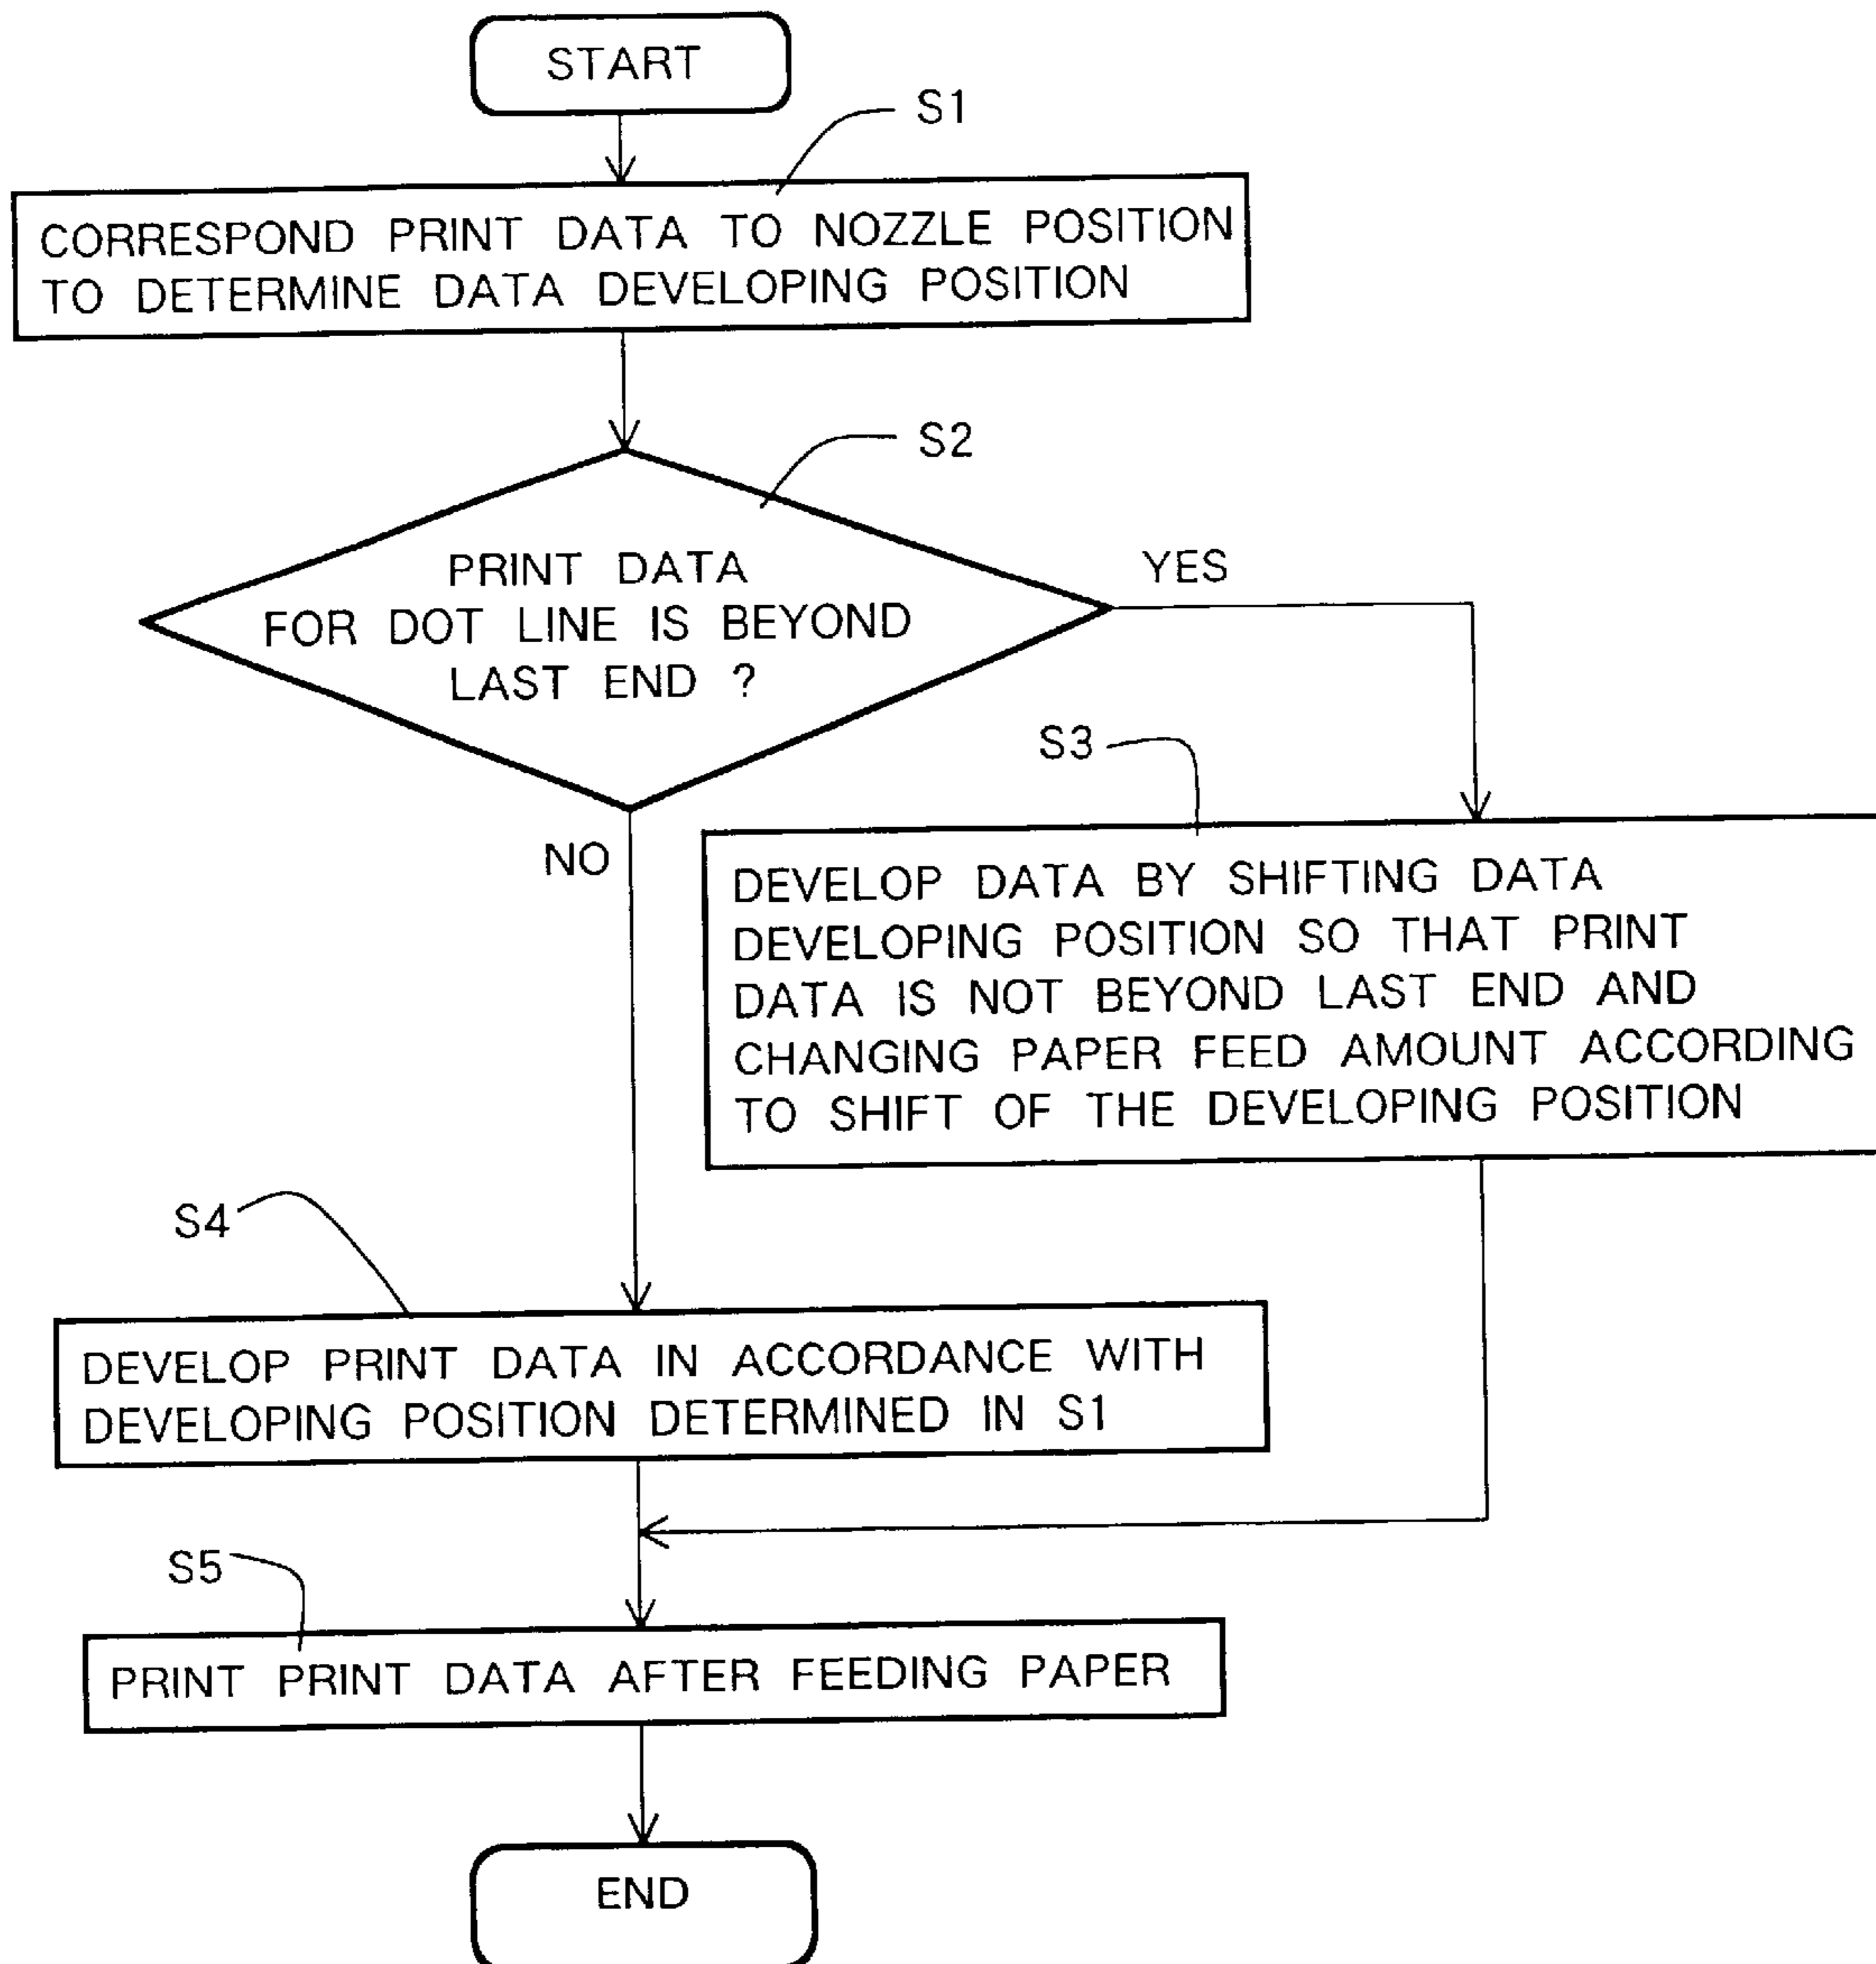 START
S1
CORRESPOND PRINT DATA TO NOZZLE POSITION
TO DETERMINE DATA DEVELOPING POSITION
S2
PRINT DATA
FOR DOT LINE IS BEYOND
LAST END ?
YES
NO
S3
DEVELOP DATA BY SHIFTING DATA
DEVELOPING POSITION SO THAT PRINT
DATA IS NOT BEYOND LAST END AND
CHANGING PAPER FEED AMOUNT ACCORDING
TO SHIFT OF THE DEVELOPING POSITION
S4
DEVELOP PRINT DATA IN ACCORDANCE WITH
DEVELOPING POSITION DETERMINED IN S1
S5
PRINT PRINT DATA AFTER FEEDING PAPER
END